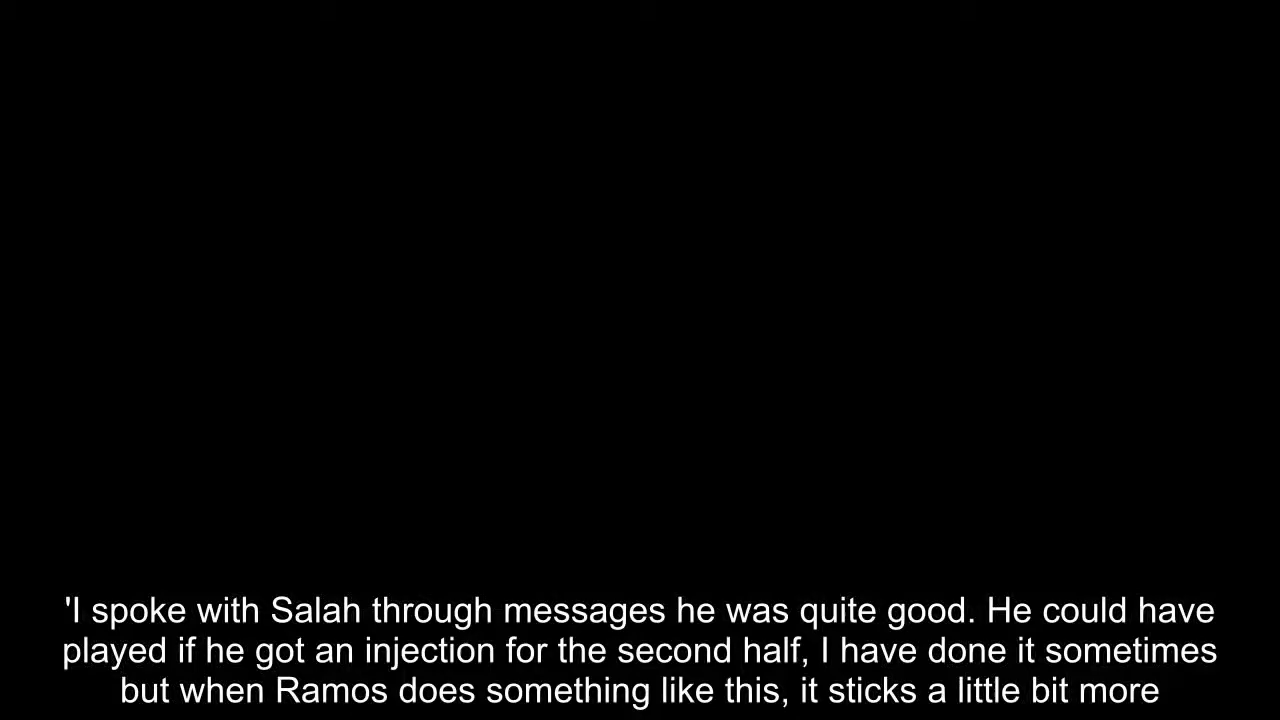 'I spoke with Salah through messages he was quite good. He could have
played if he got an injection for the second half, I have done it sometimes
but when Ramos does something like this, it sticks a little bit more